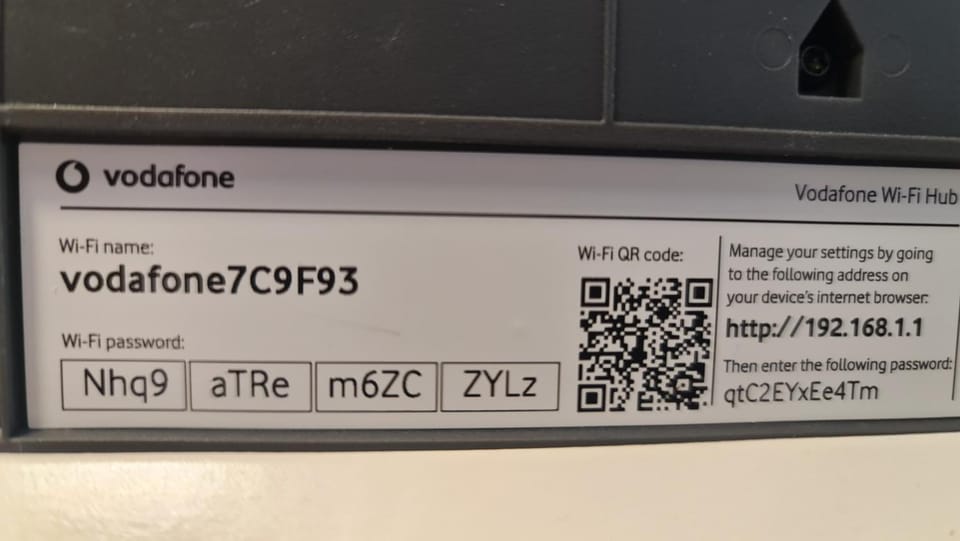 vodafone
Vodafone Wi-Fi Hub
Wi-Fi name:
vodafone7C9F93
Wi-Fi password:
Nhq9 aTRe m6ZC ZYLz
Wi-Fi QR code:
Manage your settings by going
to the following address on
your device's internet browser:
http://192.168.1.1
Then enter the following password:
qtC2EYxEe4Tm